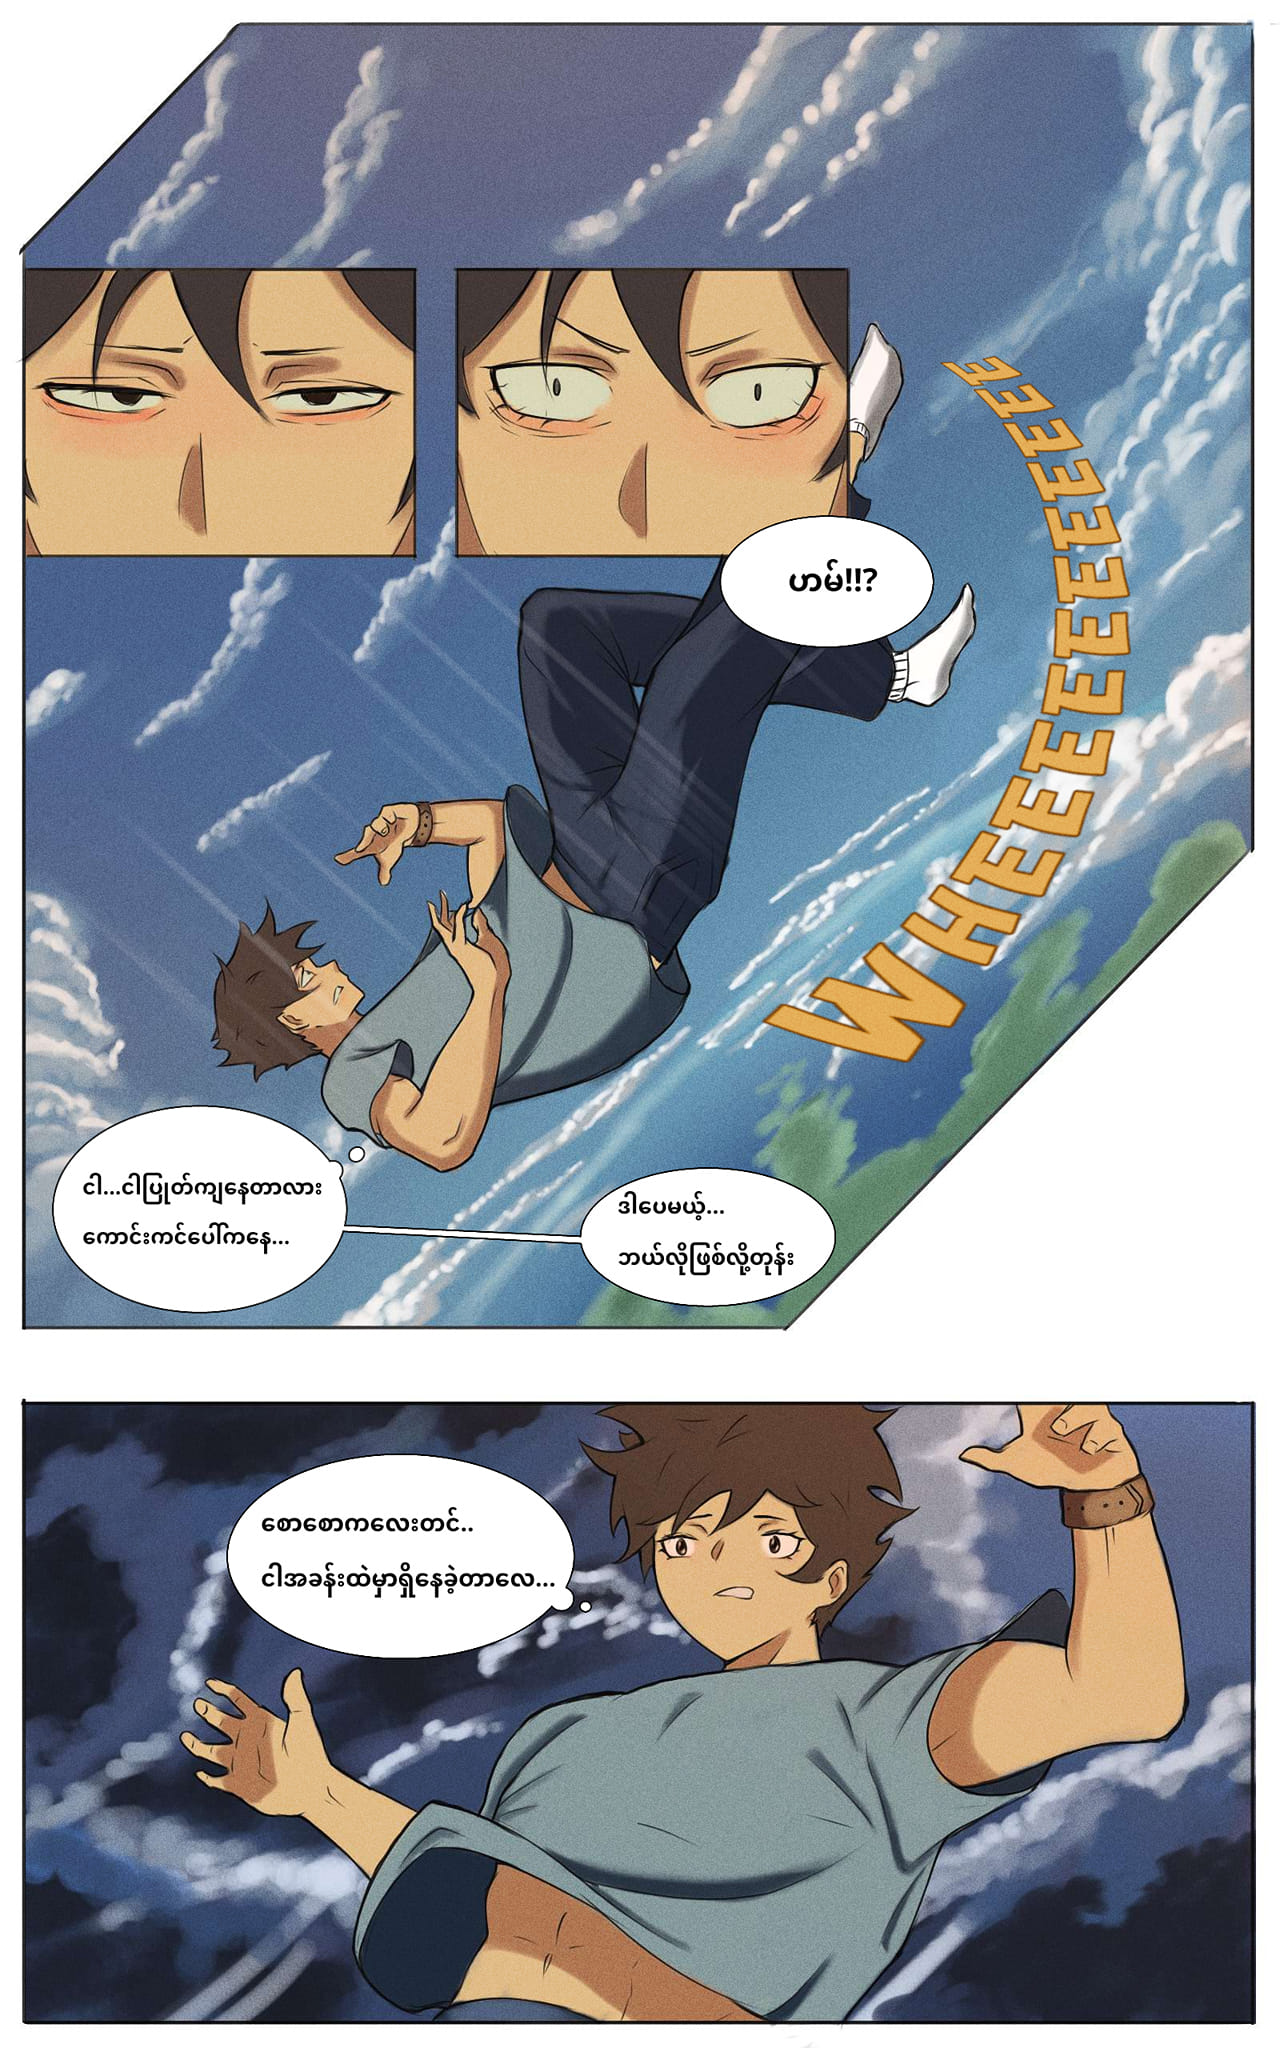 ဟမ်!!?
WHEEEEEEEEEEEE
ငါ...ငါပြုတ်ကျနေတာလား
ကောင်းကင်ပေါ်ကနေ...
ဒါပေမယ့်...
ဘယ်လိုဖြစ်လို့တုန်း
စောစောကလေးတင်..
ငါအခန်းထဲမှာရှိနေခဲ့တာလေ...